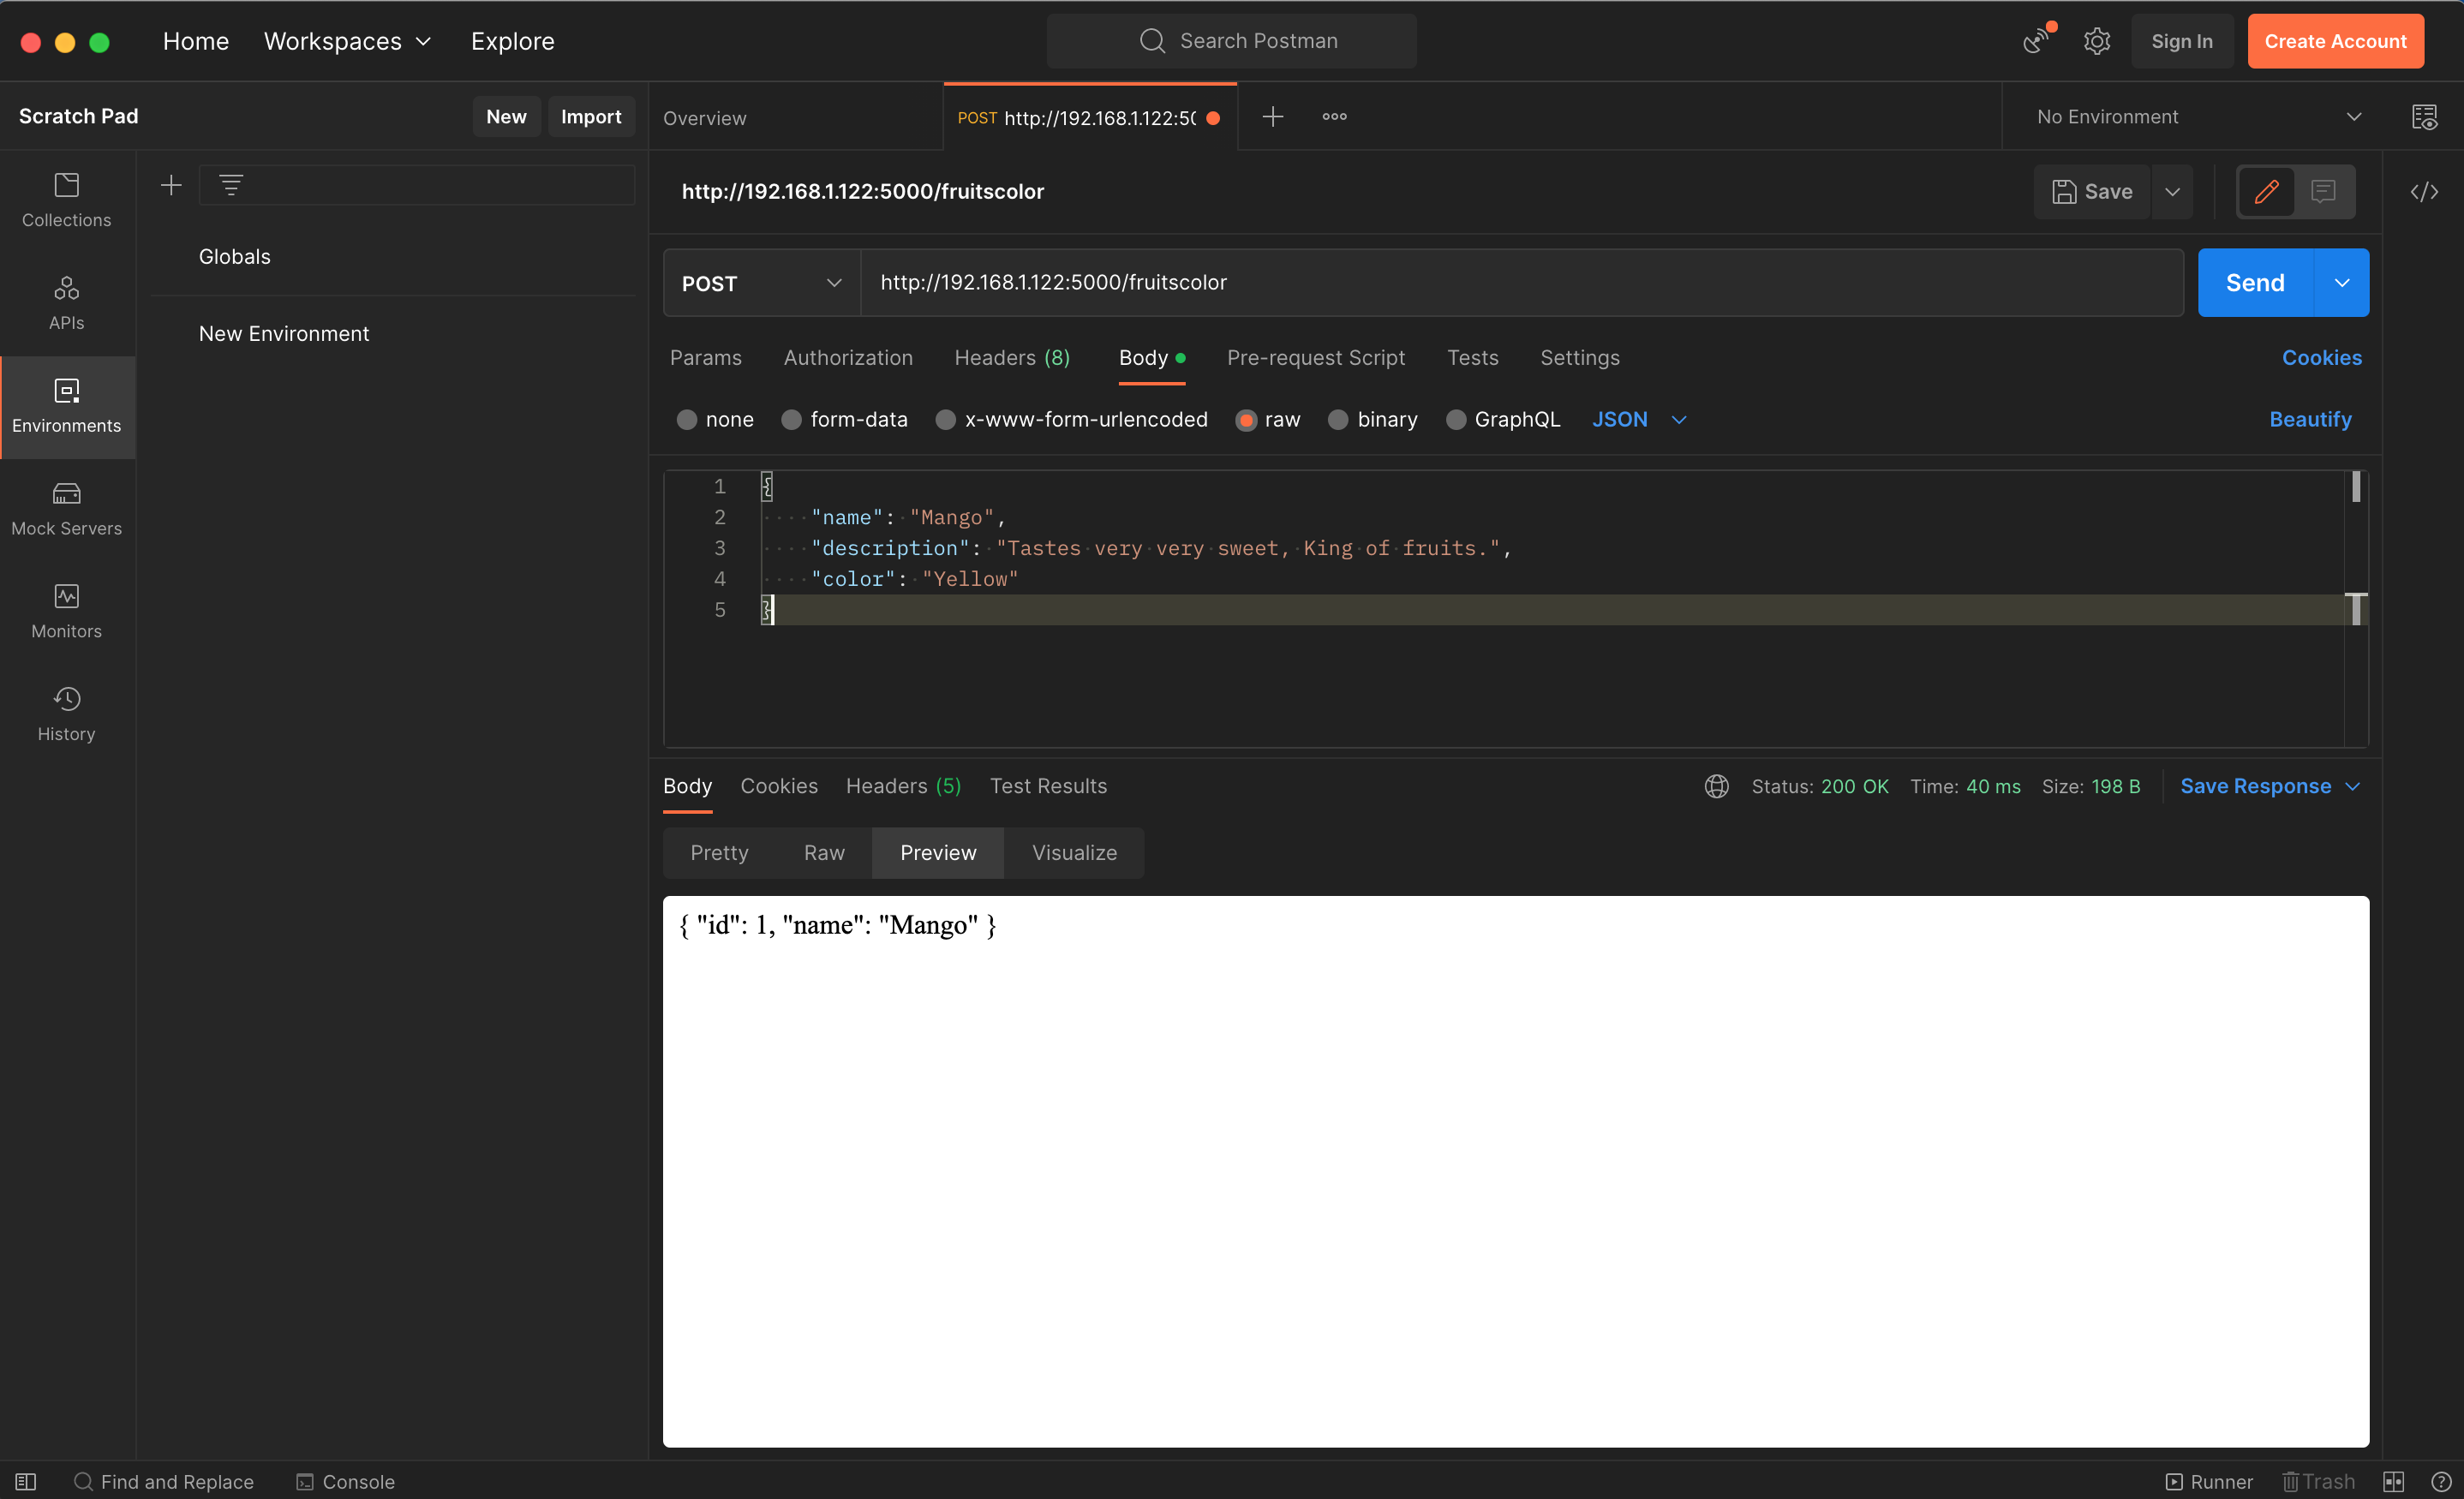 Home Workspaces Explore Search Postman Sign In Create Account
Scratch Pad New Import Overview POST http://192.168.1.122:50 No Environment
Collections
APIs
Environments
Mock Servers
Monitors
History
Globals
New Environment
http://192.168.1.122:5000/fruitscolor Save
POST http://192.168.1.122:5000/fruitscolor Send
Params Authorization Headers (8) Body Pre-request Script Tests Settings Cookies
none form-data x-www-form-urlencoded raw binary GraphQL JSON Beautify
1 {
2 "name": "Mango",
3 "description": "Tastes very very sweet, King of fruits.",
4 "color": "Yellow"
5 }
Body Cookies Headers (5) Test Results Status: 200 OK Time: 40 ms Size: 198 B Save Response
Pretty Raw Preview Visualize
{ "id": 1, "name": "Mango" }
Find and Replace Console Runner Trash